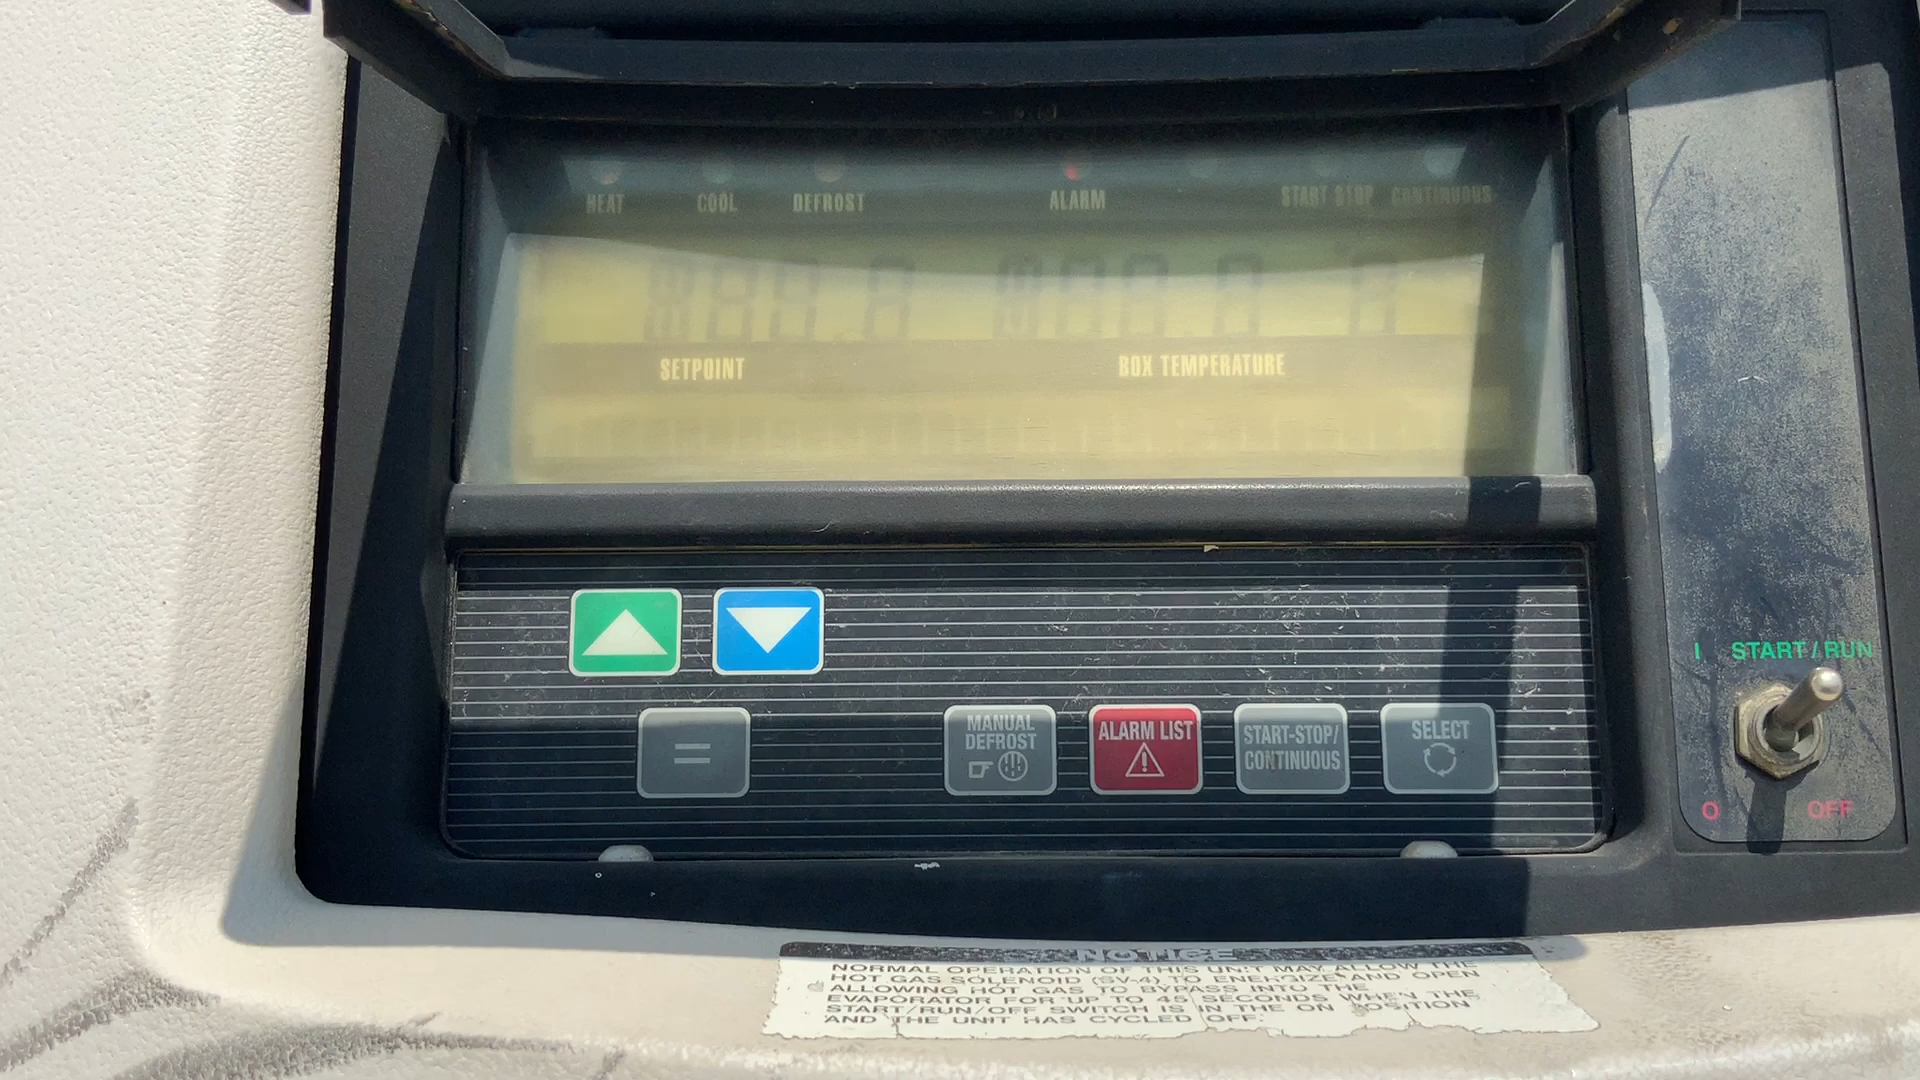 HEAT COOL DEFROST ALARM START STOP CONTINUOUS
SETPOINT BOX TEMPERATURE
I START/RUN
=
MANUAL DEFROST
ALARM LIST
START-STOP/
CONTINUOUS
SELECT
O OFF
NOTICE
NORMAL OPERATION OF THIS UNIT MAY ALLOW THE
HOT GAS SOLENOID (SV-4) TO ENERGIZE AND OPEN
ALLOWING HOT GAS TO BYPASS INTO THE
EVAPORATOR FOR UP TO 45 SECONDS WHEN THE
START/RUN/OFF SWITCH IS IN THE ON POSITION
AND THE UNIT HAS CYCLED OFF.